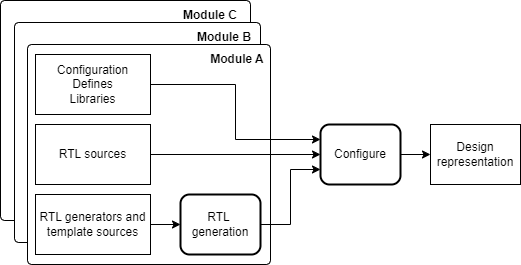 Module C
Module B
Module A
Configuration
Defines
Libraries
RTL sources
RTL generators and
template sources
RTL
generation
Configure
Design
representation